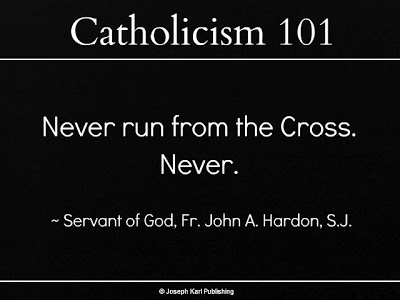 Catholicism 101
Never run from the Cross.
Never.
~ Servant of God, Fr. John A. Hardon, S.J.
© Joseph Karl Publishing